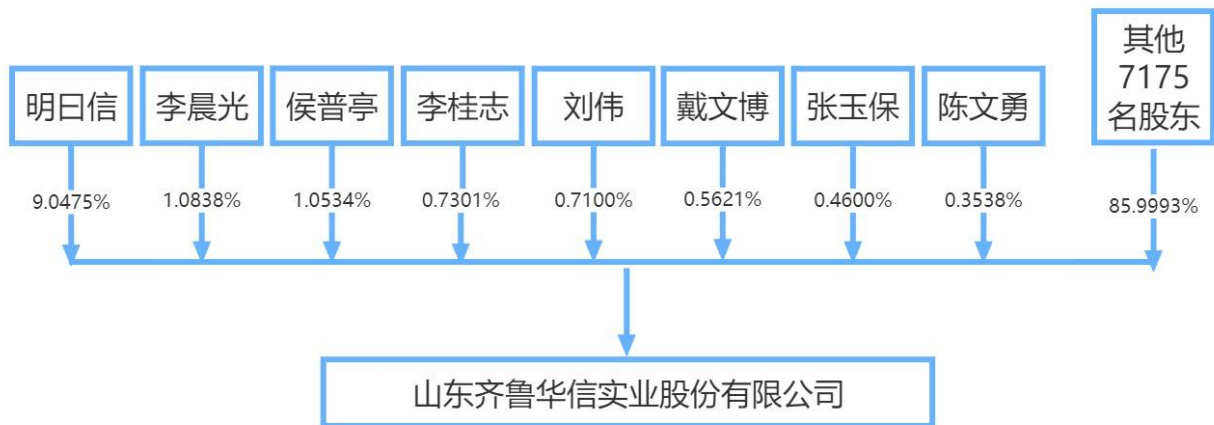 明曰信
李晨光
侯普亭
李桂志
刘伟
戴文博
张玉保
陈文勇
其他
7175
名股东
9.0475%
1.0838%
1.0534%
0.7301%
0.7100%
0.5621%
0.4600%
0.3538%
85.9993%
山东齐鲁华信实业股份有限公司